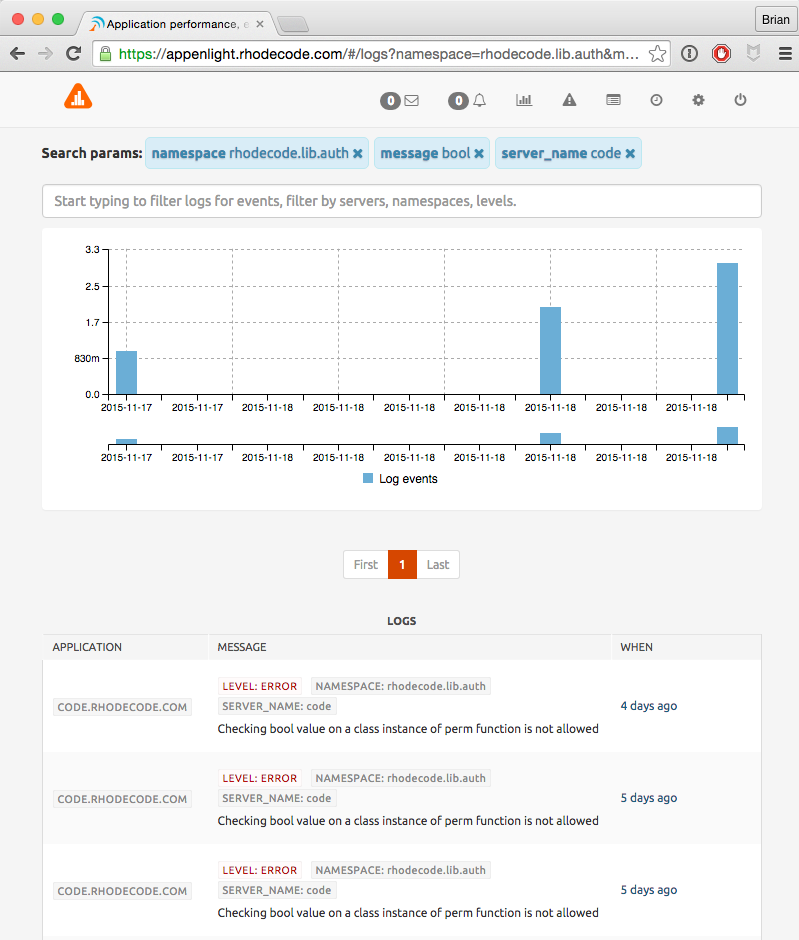 Application performance, e
Brian
https://appenlight.rhodecode.com/#/logs?namespace=rhodecode.lib.auth&m...
0 0
Search params: namespace rhodecode.lib.auth ✖ message bool ✖ server_name code ✖
Start typing to filter logs for events, filter by servers, namespaces, levels.
3.3
2.5
1.7
830m
0.0
2015-11-17 2015-11-17 2015-11-18 2015-11-18 2015-11-18 2015-11-18 2015-11-18 2015-11-18 2015-11-18
2015-11-17 2015-11-17 2015-11-18 2015-11-18 2015-11-18 2015-11-18 2015-11-18 2015-11-18 2015-11-18
Log events
First 1 Last
LOGS
APPLICATION MESSAGE WHEN
LEVEL: ERROR NAMESPACE: rhodecode.lib.auth
CODE.RHODECODE.COM SERVER_NAME: code 4 days ago
Checking bool value on a class instance of perm function is not allowed
LEVEL: ERROR NAMESPACE: rhodecode.lib.auth
CODE.RHODECODE.COM SERVER_NAME: code 5 days ago
Checking bool value on a class instance of perm function is not allowed
LEVEL: ERROR NAMESPACE: rhodecode.lib.auth
CODE.RHODECODE.COM SERVER_NAME: code 5 days ago
Checking bool value on a class instance of perm function is not allowed